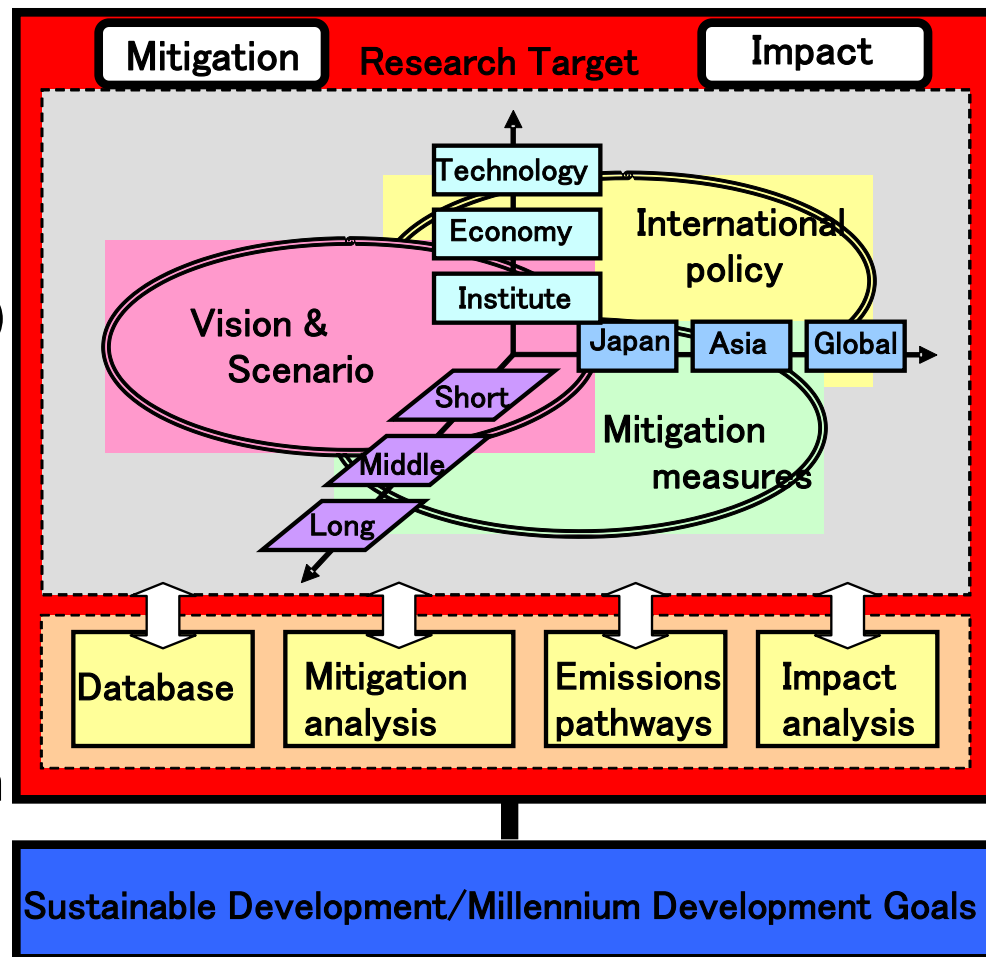 Mitigation
Research Target
Impact
Technology
Economy
Institute
International
policy
Vision &
Scenario
Japan
Asia
Global
Short
Middle
Long
Mitigation
measures
Database
Mitigation
analysis
Emissions
pathways
Impact
analysis
Sustainable Development/Millennium Development Goals